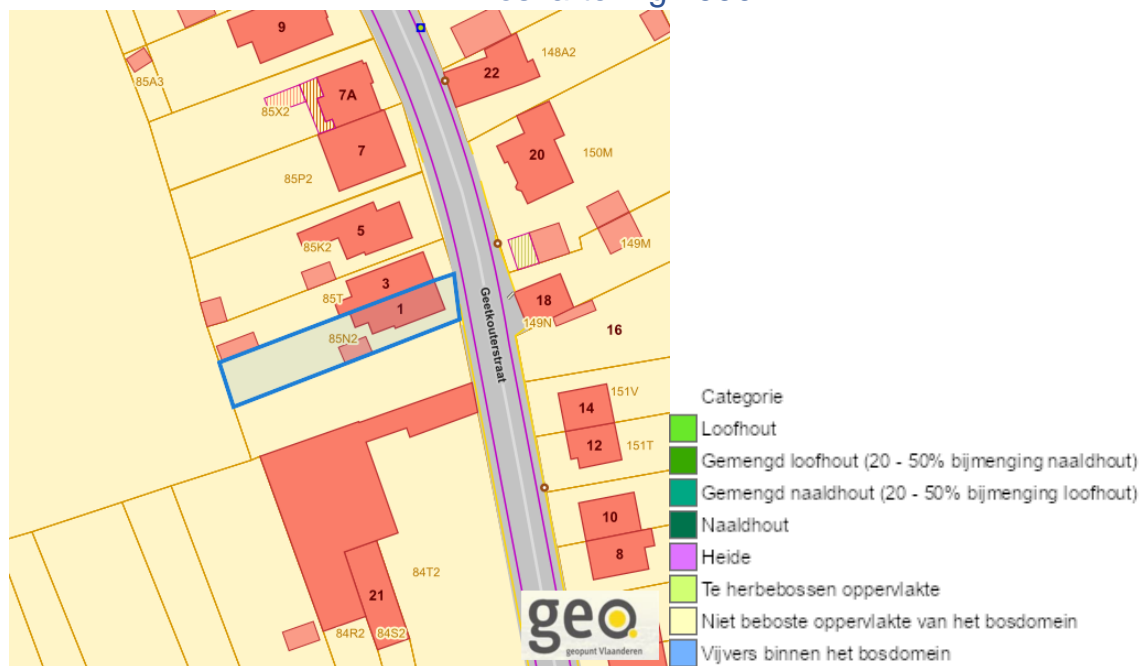 9
85A3
148A2
22
7A
85X2
7
20
150M
85P2
5
85K2
149M
3
85T
1
18
Geetkouterstraat
149N
16
85N2
151V
14
12
151T
10
8
84T2
21
84R2
84S2
geo.
geopunt Vlaanderen
Categorie
Loofhout
Gemengd loofhout (20 - 50% bijmenging naaldhout)
Gemengd naaldhout (20 - 50% bijmenging loofhout)
Naaldhout
Heide
Te herbebossen oppervlakte
Niet beboste oppervlakte van het bosdomein
Vijvers binnen het bosdomein